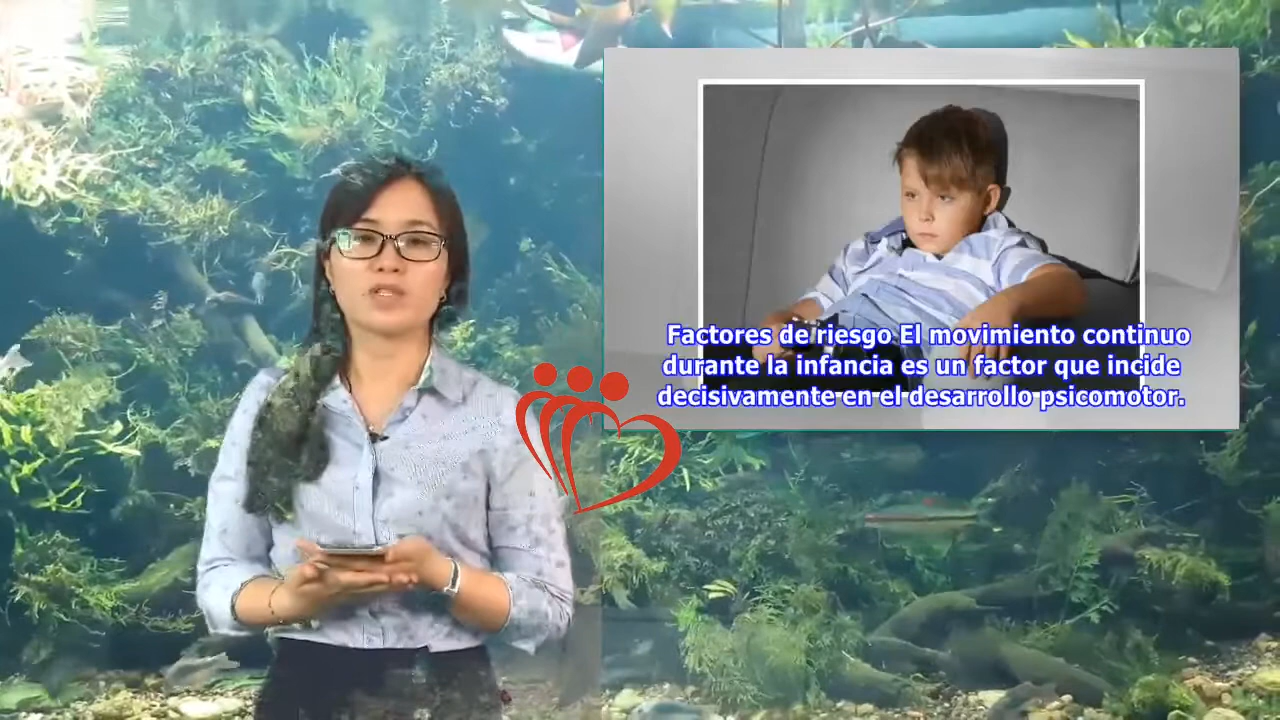 Factores de riesgo El movimiento continuo
durante la infancia es un factor que incide
decisivamente en el desarrollo psicomotor.